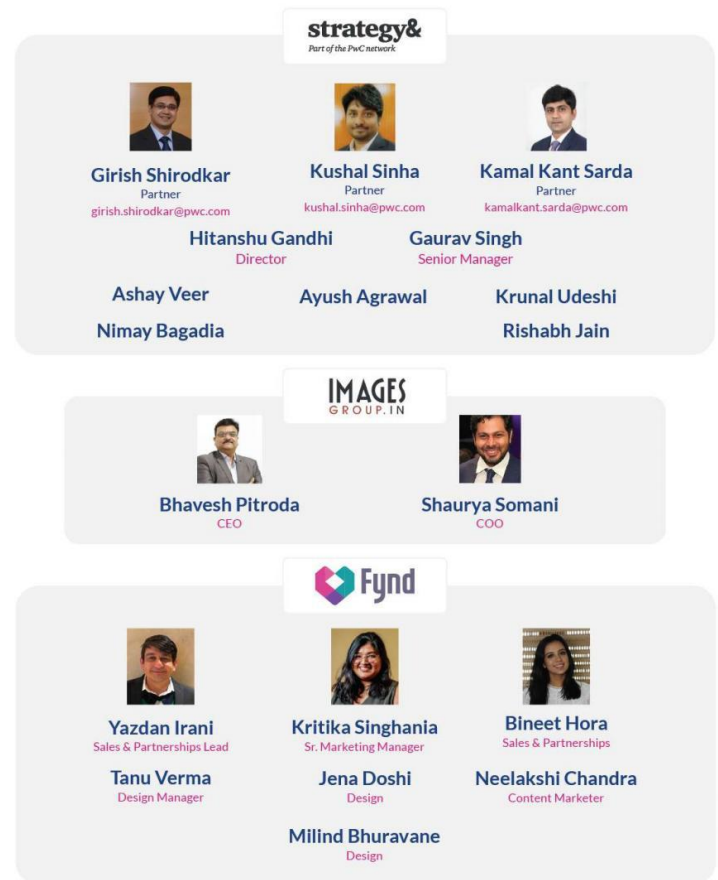 strategy&
Part of the PwC network
Girish Shirodkar
Partner
girish.shirodkar@pwc.com
Kushal Sinha
Partner
kushal.sinha@pwc.com
Kamal Kant Sarda
Partner
kamalkant.sarda@pwc.com
Hitanshu Gandhi
Director
Gaurav Singh
Senior Manager
Ashay Veer
Ayush Agrawal
Krunal Udeshi
Nimay Bagadia
Rishabh Jain
IMAGES
GROUP.IN
Bhavesh Pitroda
CEO
Shaurya Somani
COO
Fynd
Yazdan Irani
Sales & Partnerships Lead
Kritika Singhania
Sr. Marketing Manager
Bineet Hora
Sales & Partnerships
Tanu Verma
Design Manager
Jena Doshi
Design
Neelakshi Chandra
Content Marketer
Milind Bhuravane
Design